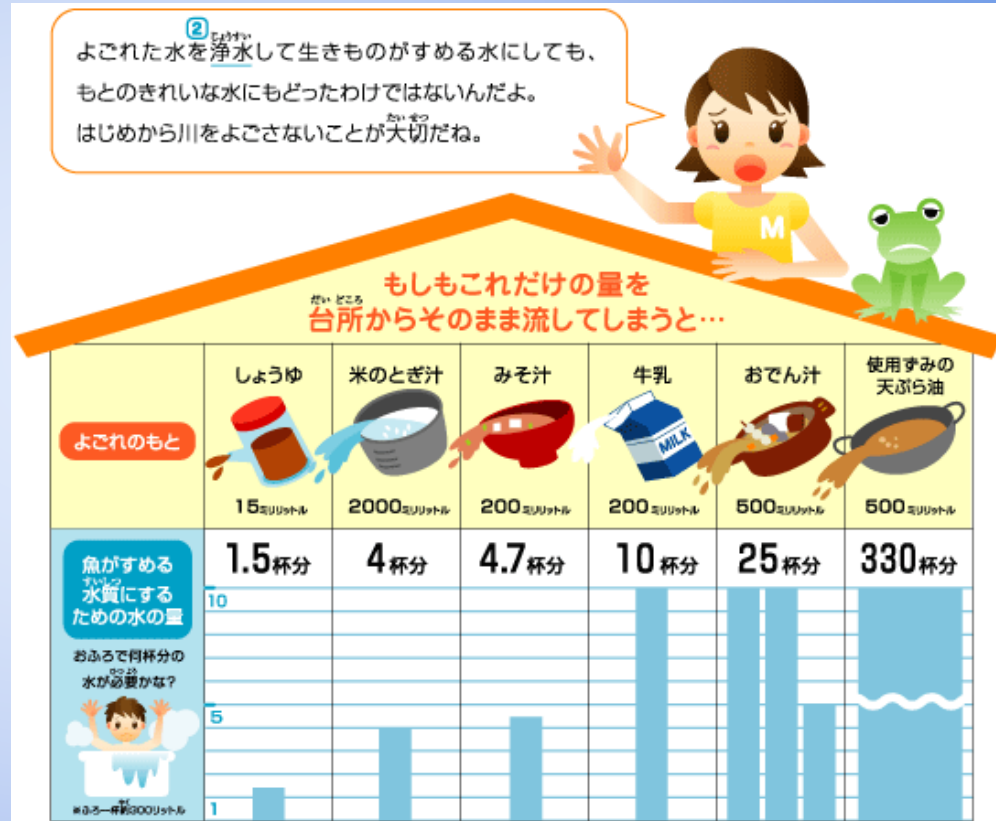 ②
じょうすい
よごれた水を浄水して生きものがすめる水にしても、
もとのきれいな水にもどったわけではないんだよ。
たいせつ
はじめから川をよごさないことが大切だね。
M
もしもこれだけの量を
だいどころ
台所からそのまま流してしまうと…
よごれのもと
しょうゆ
15ミリリットル
米のとぎ汁
2000ミリリットル
みそ汁
200ミリリットル
牛乳
MILK
200ミリリットル
おでん汁
500ミリリットル
使用ずみの
天ぷら油
500ミリリットル
魚がすめる
すいしつ
水質にする
ための水の量
おふろで何杯分の
ひつよう
水が必要かな?
やく
※ふろ一杯約300リットル
1.5杯分
4杯分
4.7杯分
10杯分
25杯分
330杯分
10
5
1